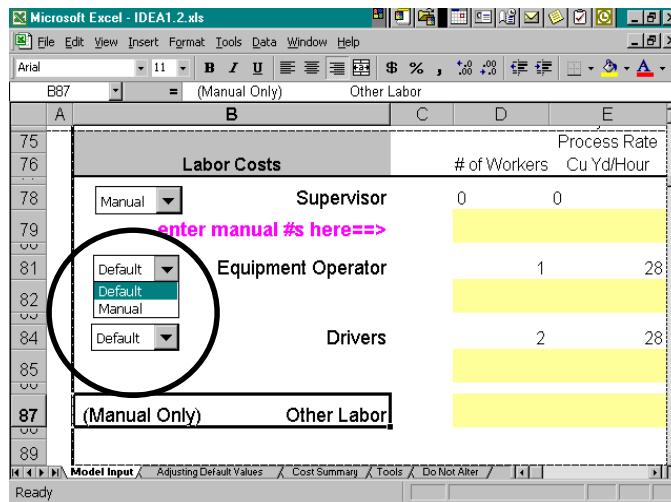 Microsoft Excel - IDEA1.2.xls
File Edit View Insert Format Tools Data Window Help
Arial 11 B I U $ % , .00 .00
B87 = (Manual Only) Other Labor
A B C D E
75 Process Rate
76 Labor Costs # of Workers Cu Yd/Hour
78 Manual Supervisor 0 0
79 enter manual #s here==>
81 Default Equipment Operator 1 28
Default
82 Manual
84 Default Drivers 2 28
85
87 (Manual Only) Other Labor
89
Model Input Adjusting Default Values Cost Summary Tools Do Not Alter
Ready